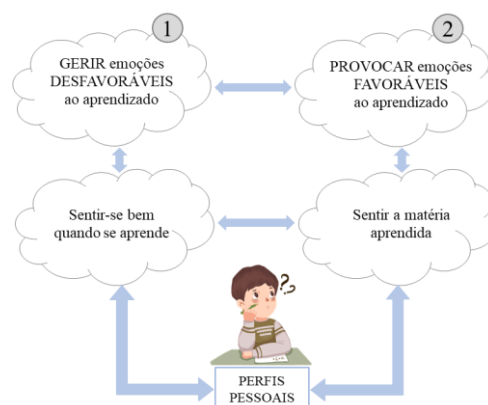 1
GERIR emoções
DESFAVORÁVEIS
ao aprendizado
2
PROVOCAR emoções
FAVORÁVEIS
ao aprendizado
Sentir-se bem
quando se aprende
Sentir a matéria
aprendida
??
PERFIS
PESSOAIS